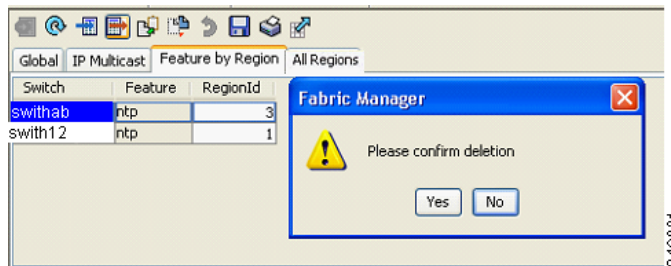 Global IP Multicast Feature by Region All Regions
Switch Feature RegionId
swithab ntp 3
swith12 ntp 1
Fabric Manager
Please confirm deletion
Yes No